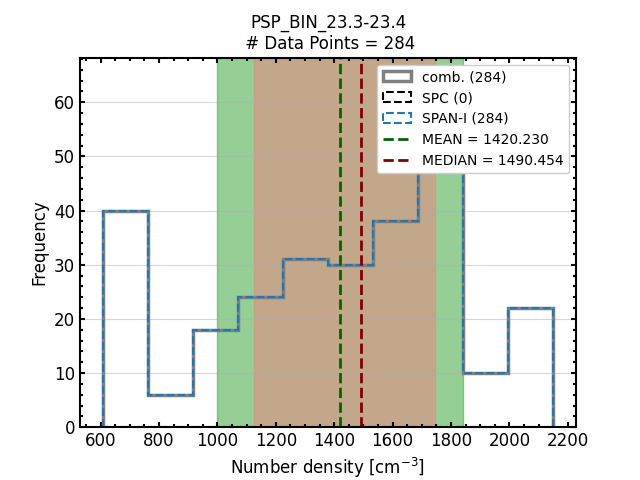 PSP_BIN_23.3-23.4
# Data Points = 284
comb. (284)
SPC (0)
SPAN-I (284)
MEAN = 1420.230
MEDIAN = 1490.454
Frequency
60
50
40
30
20
10
0
600 800 1000 1200 1400 1600 1800 2000 2200
Number density [cm⁻³]